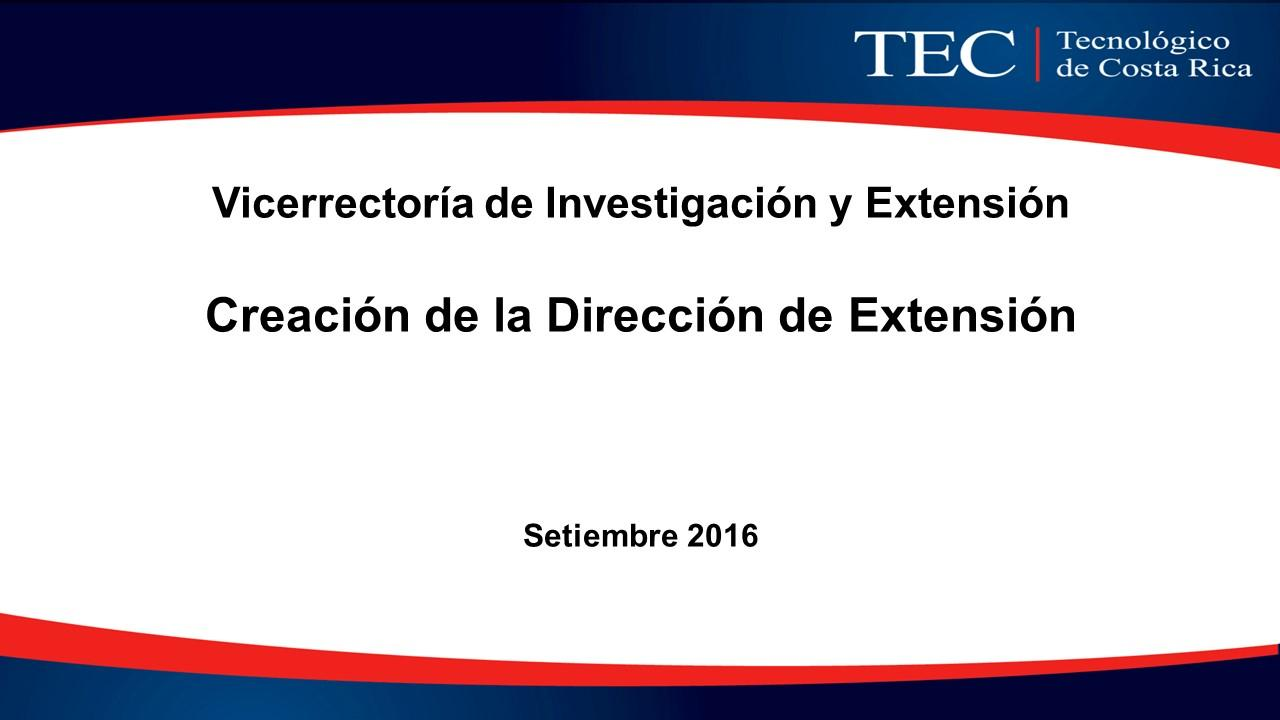 TEC | Tecnológico
de Costa Rica
Vicerrectoría de Investigación y Extensión
Creación de la Dirección de Extensión
Setiembre 2016